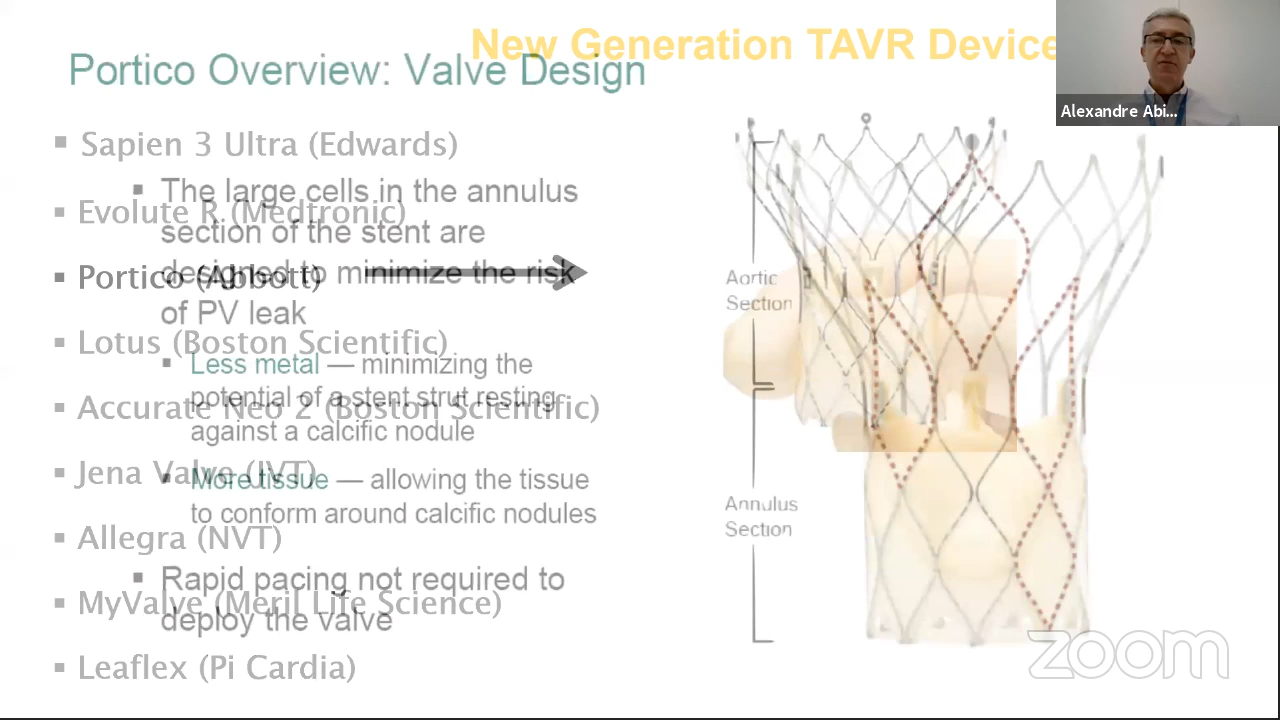 New Generation TAVR Device
Portico Overview: Valve Design
Alexandre Abi...
▪ Sapien 3 Ultra (Edwards)
▪ Evolute R (Medtronic)
▪ Portico (Abbott)
▪ Lotus (Boston Scientific)
▪ Accurate Neo 2 (Boston Scientific)
▪ Jena Valve (JVT)
▪ Allegra (NVT)
▪ MyValve (Meril Life Science)
▪ Leaflex (Pi Cardia)
▪ The large cells in the annulus
section of the stent are
designed to minimize the risk
of PV leak
▪ Less metal — minimizing the
potential of a stent strut resting
against a calcific nodule
▪ More tissue — allowing the tissue
to conform around calcific nodules
▪ Rapid pacing not required to
deploy the valve
Aortic
Section
Annulus
Section
zoom